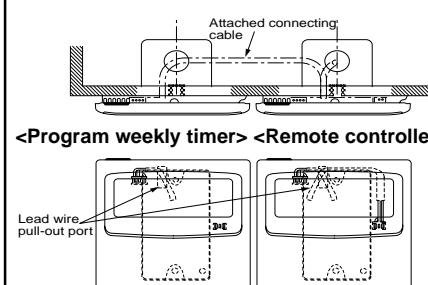 Attached connecting
cable
<Program weekly timer> <Remote controlle
Lead wire
pull-out port